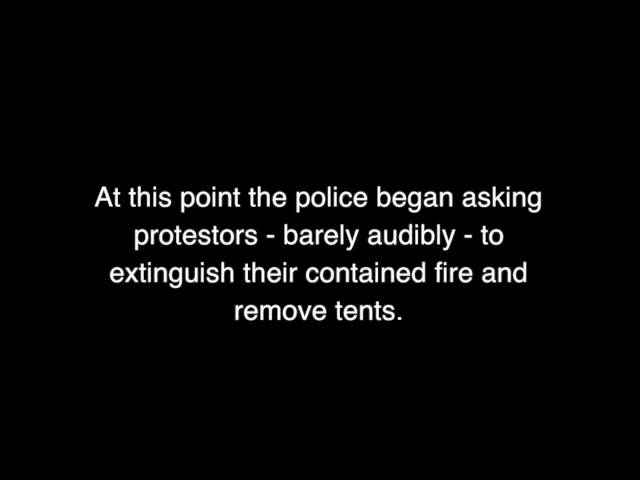 At this point the police began asking
protestors - barely audibly - to
extinguish their contained fire and
remove tents.